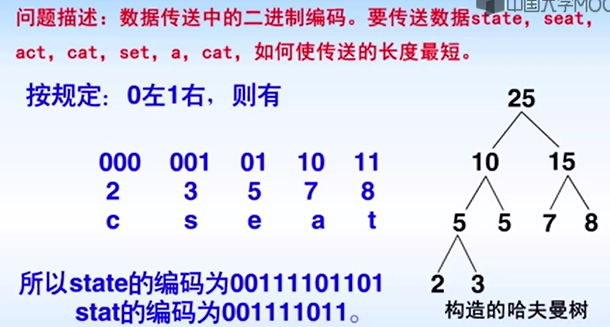 中国大学MOO
问题描述：数据传送中的二进制编码。要传送数据state，seat，
act，cat，set，a，cat，如何使传送的长度最短。
按规定：0左1右，则有
000 001 01 10 11
2 3 5 7 8
c s e a t
所以state的编码为00111101101
stat的编码为001111011。
25
10 15
5 5 7 8
2 3
构造的哈夫曼树